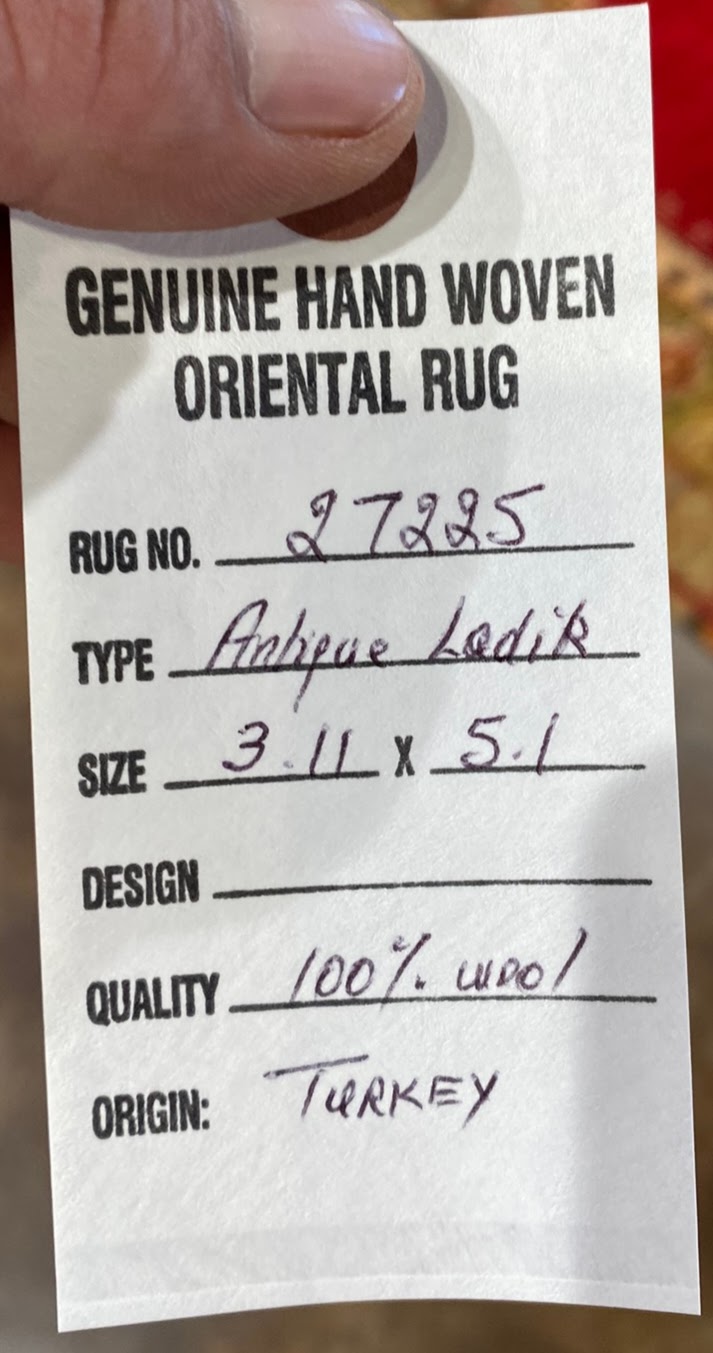 GENUINE HAND WOVEN
ORIENTAL RUG
RUG NO. 27225
TYPE Antique Ladik
SIZE 3.11 X 5.1
DESIGN
QUALITY 100% wool
ORIGIN: TURKEY